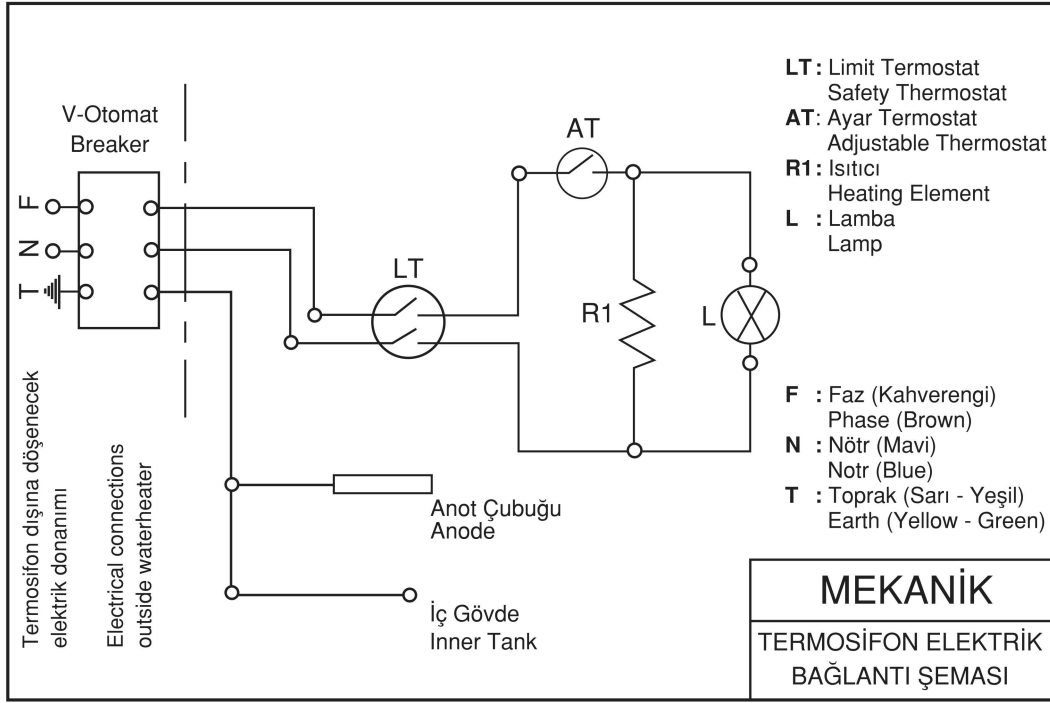 V-Otomat
Breaker
F
N
T
LT
AT
R1
L
LT : Limit Termostat
Safety Thermostat
AT: Ayar Termostat
Adjustable Thermostat
R1 : Isıtıcı
Heating Element
L : Lamba
Lamp
F : Faz (Kahverengi)
Phase (Brown)
N : Nötr (Mavi)
Notr (Blue)
T : Toprak (Sarı - Yeşil)
Earth (Yellow - Green)
Termosifon dışına döşenecek
elektrik donanımı
Electrical connections
outside waterheater
Anot Çubuğu
Anode
İç Gövde
Inner Tank
MEKANİK
TERMOSİFON ELEKTRİK
BAĞLANTI ŞEMASI